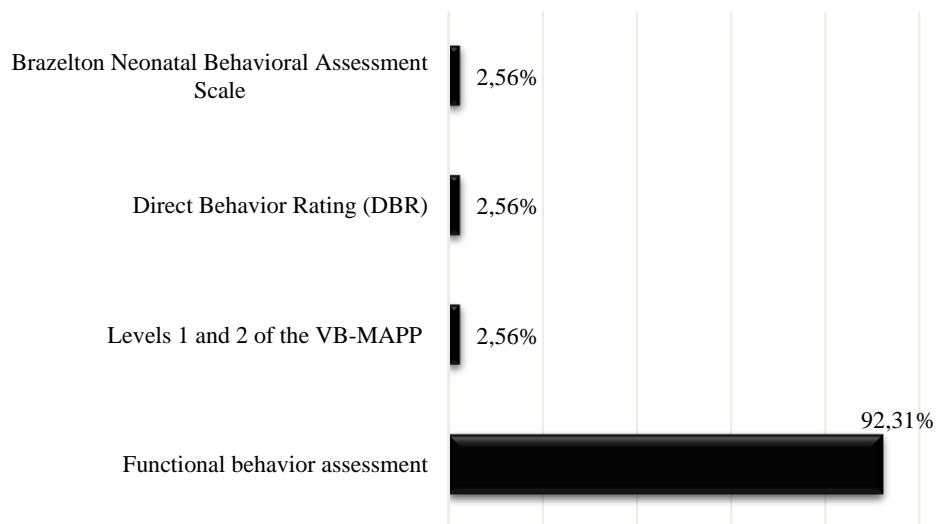 Brazelton Neonatal Behavioral Assessment
Scale
2,56%
Direct Behavior Rating (DBR)
2,56%
Levels 1 and 2 of the VB-MAPP
2,56%
92,31%
Functional behavior assessment